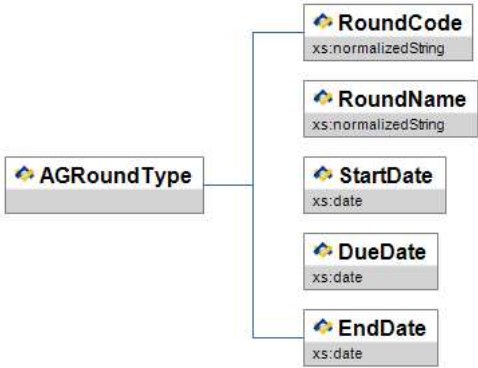 RoundCode
xs:normalizedString
RoundName
xs:normalizedString
AGRoundType
StartDate
xs:date
DueDate
xs:date
EndDate
xs:date